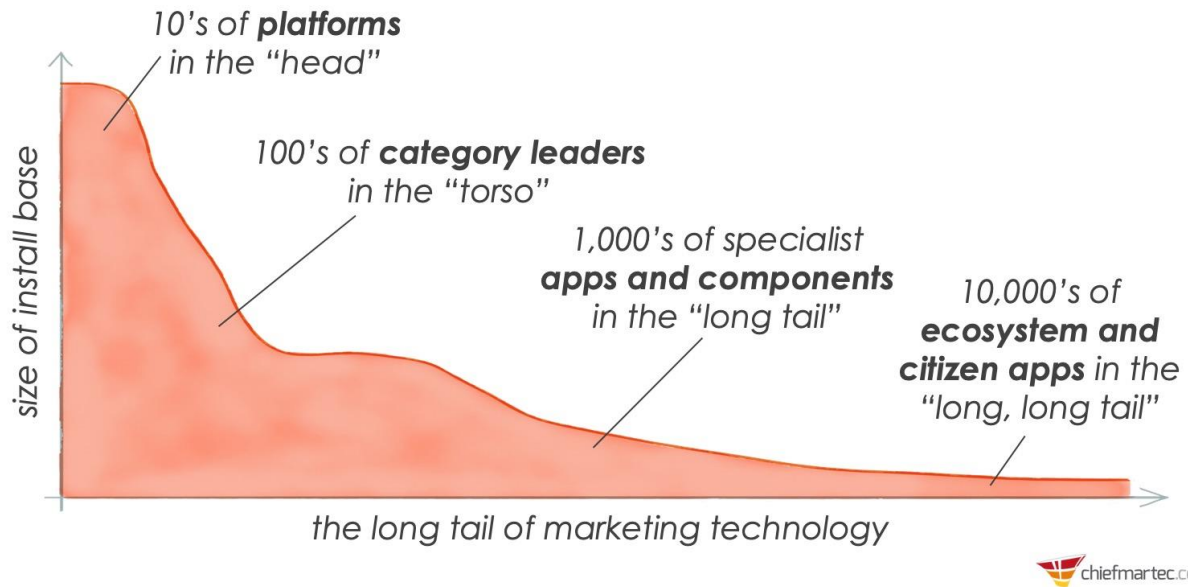 10’s of platforms
in the “head”
100’s of category leaders
in the “torso”
1,000’s of specialist
apps and components
in the “long tail”
10,000’s of
ecosystem and
citizen apps in the
“long, long tail”
size of install base
the long tail of marketing technology
chiefmartec.c